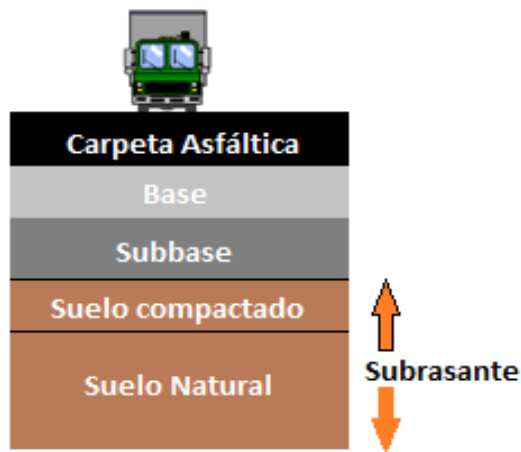 Carpeta Asfáltica
Base
Subbase
Suelo compactado
Subrasante
Suelo Natural